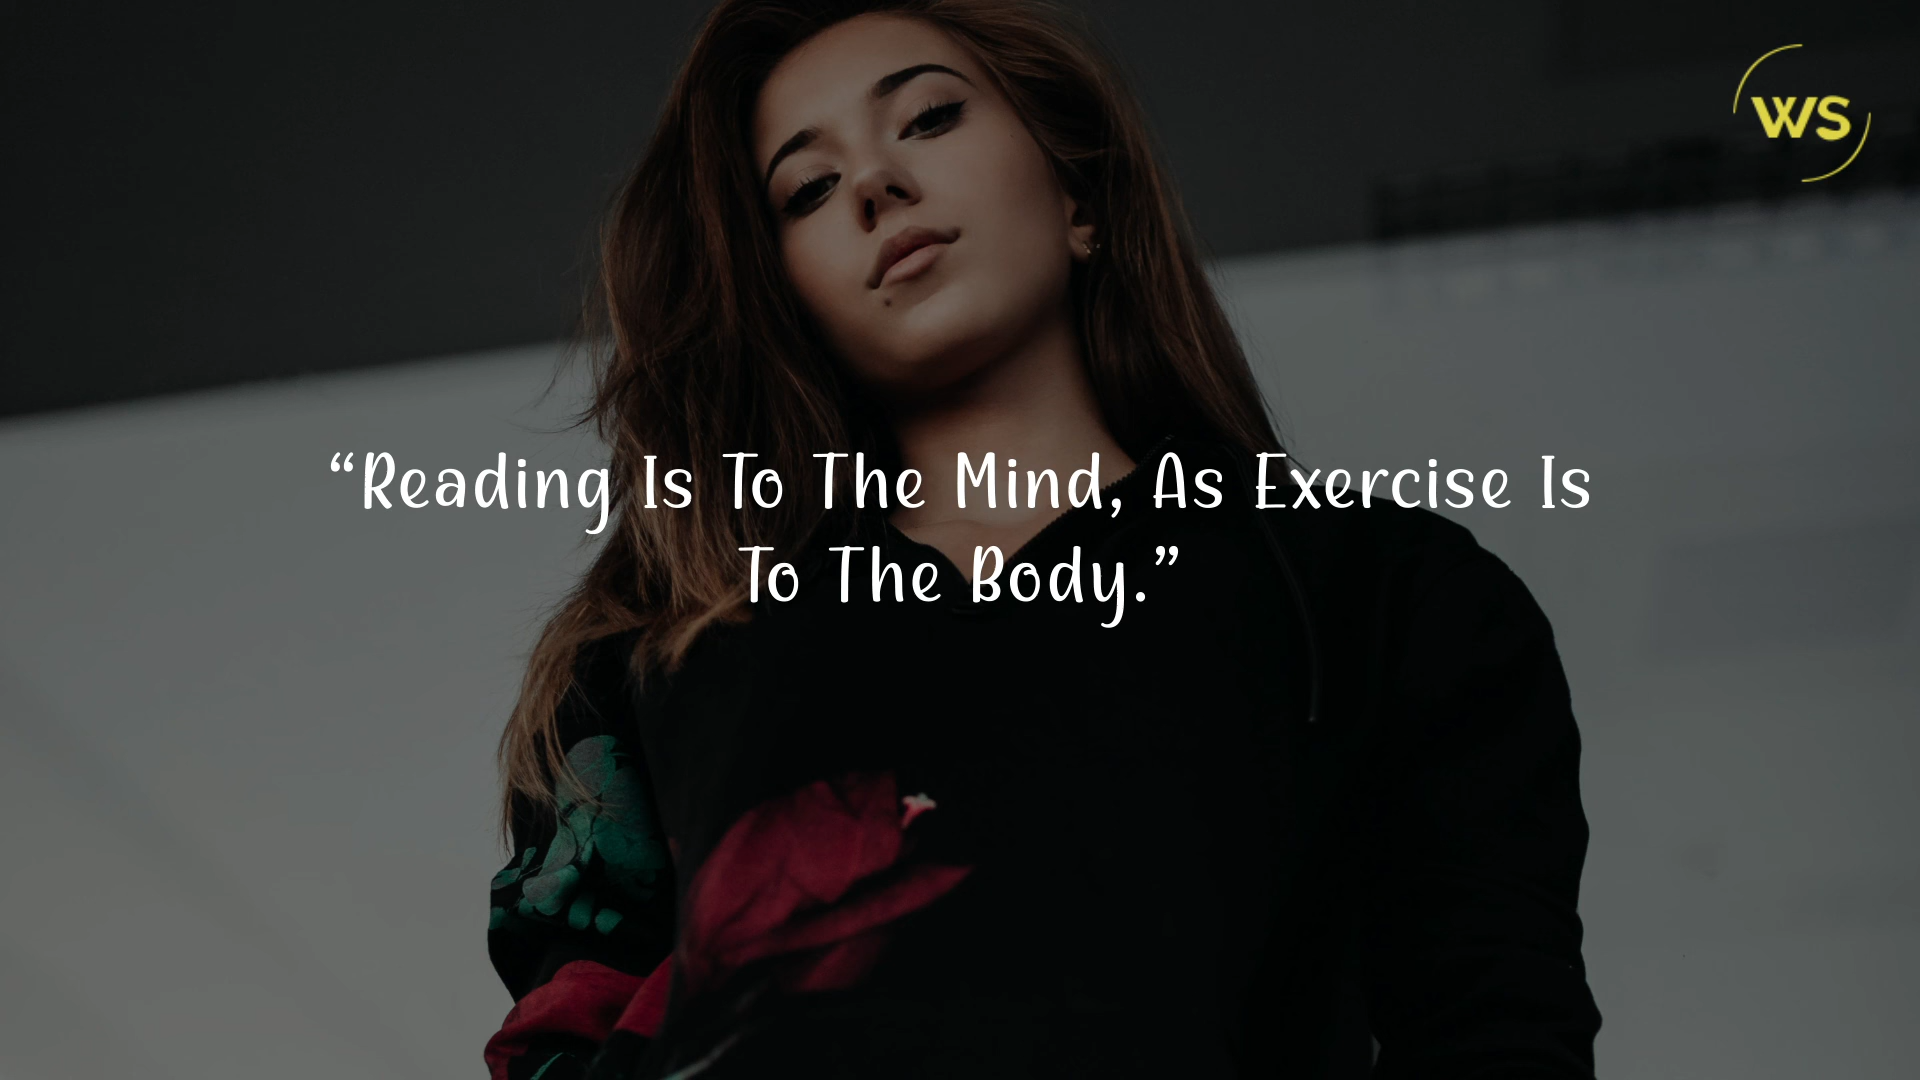 WS
“Reading Is To The Mind, As Exercise Is
To The Body.”